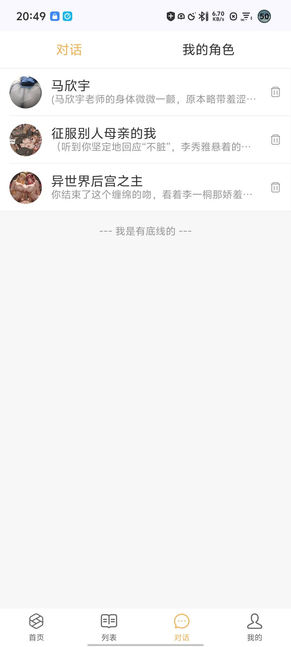 20:49
6.70
KB/s
50
对话
我的角色
马欣宇
(马欣宇老师的身体微微一颤，原本略带羞涩…
征服别人母亲的我
（听到你坚定地回应“不脏”，李秀雅悬着的…
异世界后宫之主
你结束了这个缠绵的吻，看着李一桐那娇羞…
--- 我是有底线的 ---
首页
列表
对话
我的